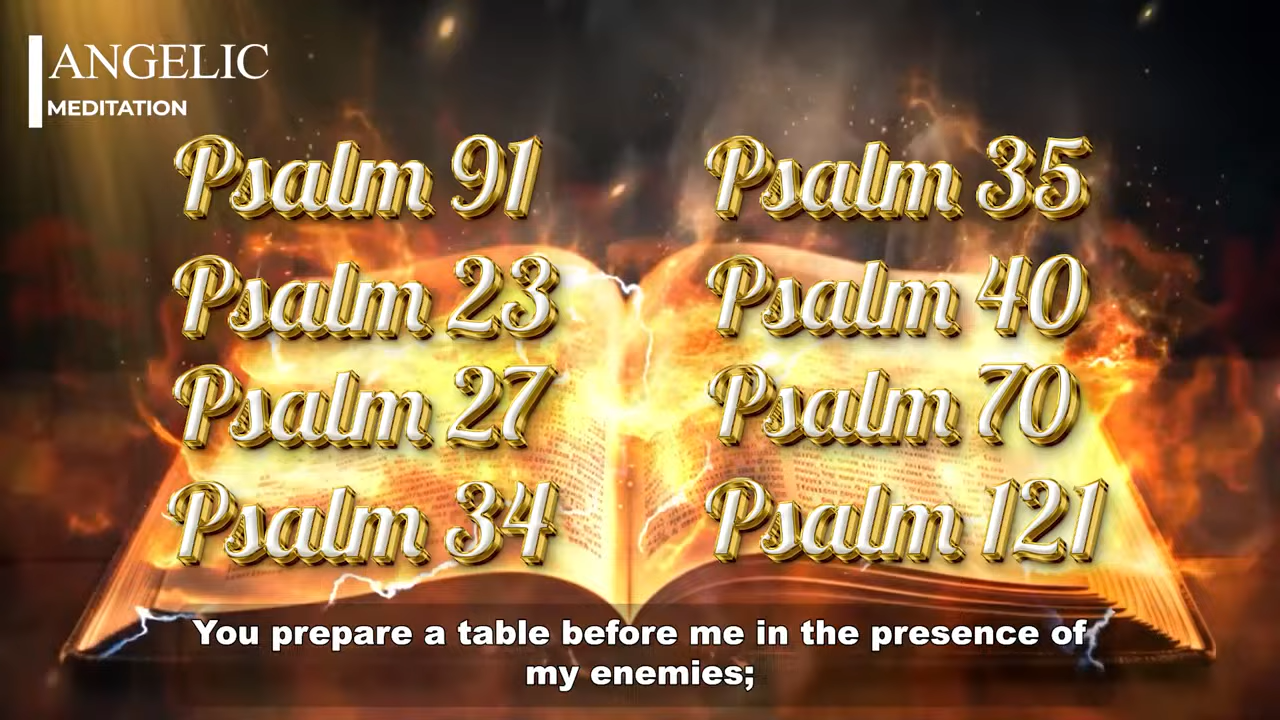 ANGELIC
MEDITATION
Psalm 91
Psalm 23
Psalm 27
Psalm 34
Psalm 35
Psalm 40
Psalm 70
Psalm 121
You prepare a table before me in the presence of
my enemies;